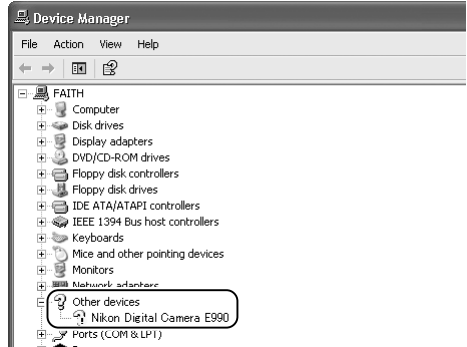 Device Manager
File Action View Help
FAITH
Computer
Disk drives
Display adapters
DVD/CD-ROM drives
Floppy disk controllers
Floppy disk drives
IDE ATA/ATAPI controllers
IEEE 1394 Bus host controllers
Keyboards
Mice and other pointing devices
Monitors
Network adapters
Other devices
Nikon Digital Camera E990
Ports (COM & LPT)